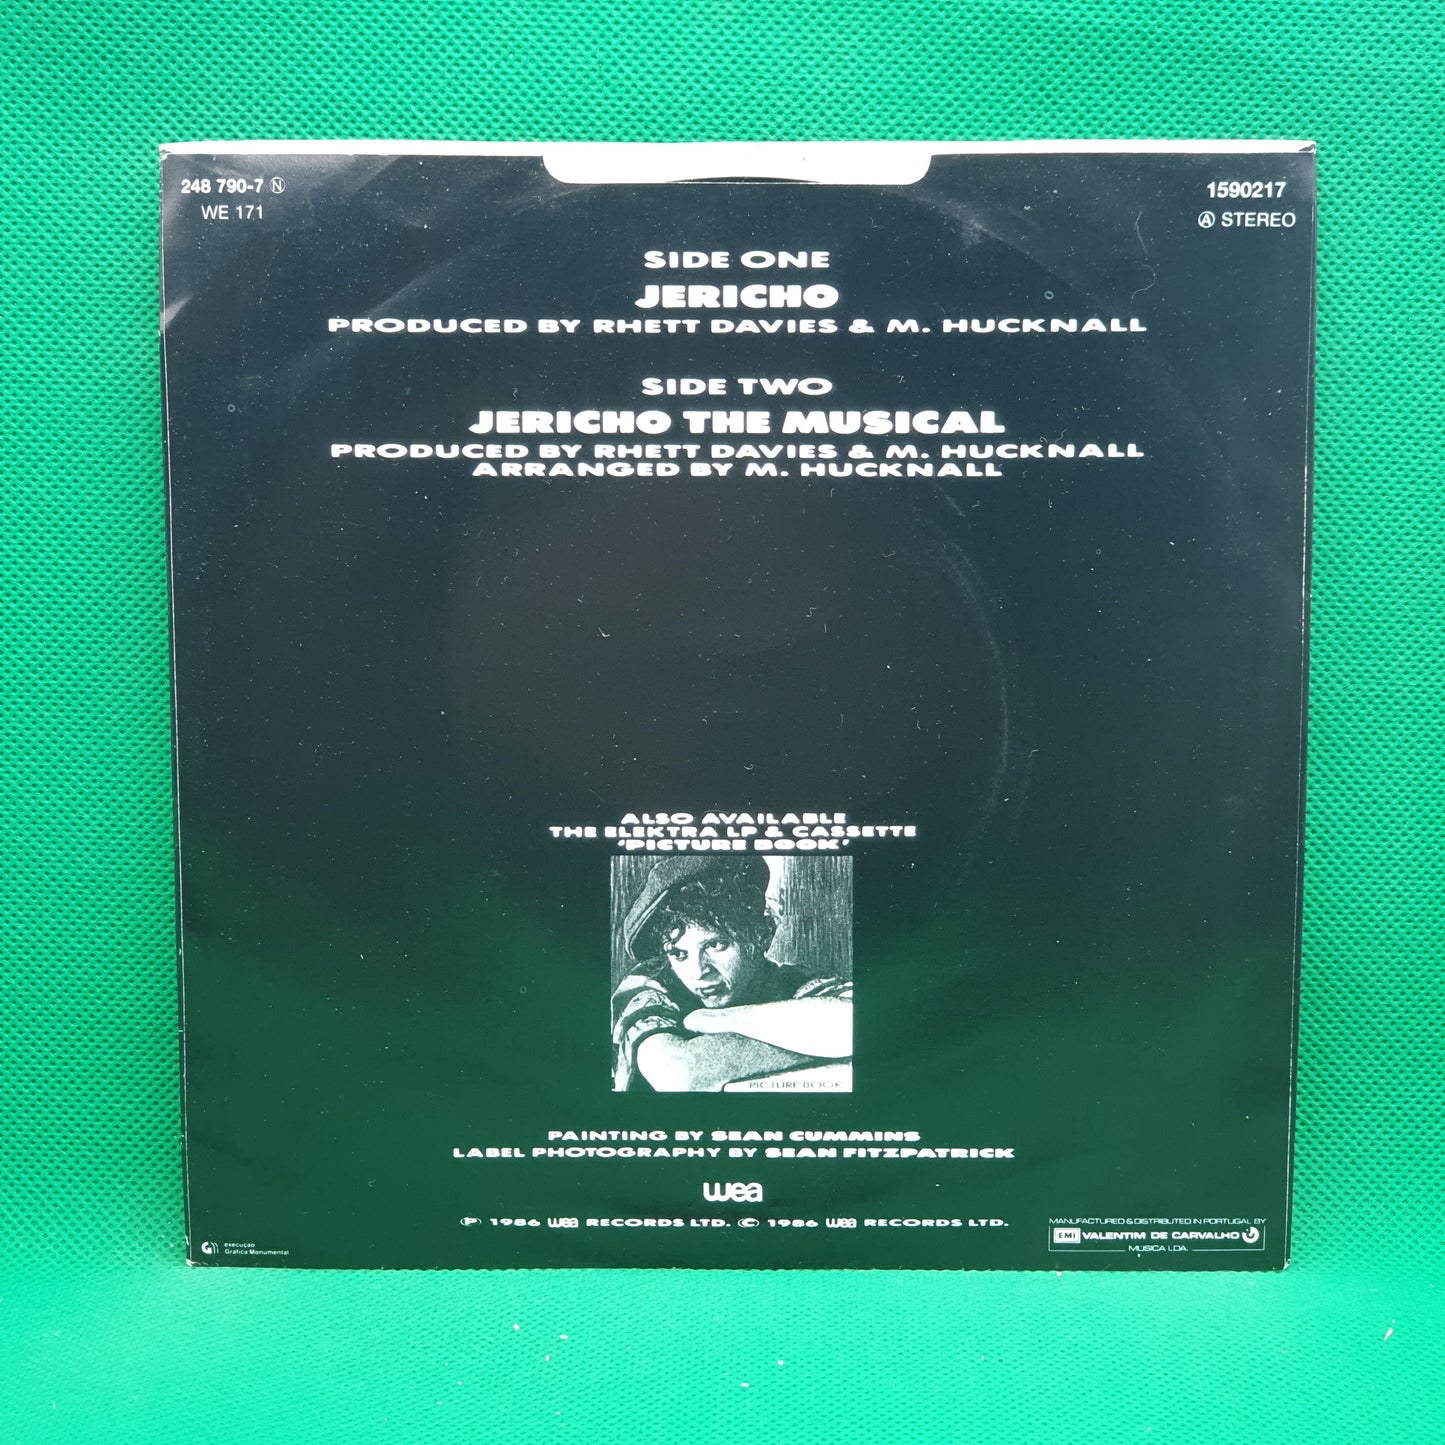 248 790-7 N
WE 171
1590217
A STEREO
SIDE ONE
JERICHO
PRODUCED BY RHETT DAVIES & M. HUCKNALL
SIDE TWO
JERICHO THE MUSICAL
PRODUCED BY RHETT DAVIES & M. HUCKNALL
ARRANGED BY M. HUCKNALL
ALSO AVAILABLE
THE ELEKTRA LP & CASSETTE
'PICTURE BOOK'
PICTURE BOOK
PAINTING BY SEAN CUMMINS
LABEL PHOTOGRAPHY BY SEAN FITZPATRICK
wea
℗ 1986 wea RECORDS LTD. © 1986 wea RECORDS LTD.
execução
Gráfica Monumental
MANUFACTURED & DISTRIBUTED IN PORTUGAL BY
EMI VALENTIM DE CARVALHO
MUSICA LDA.